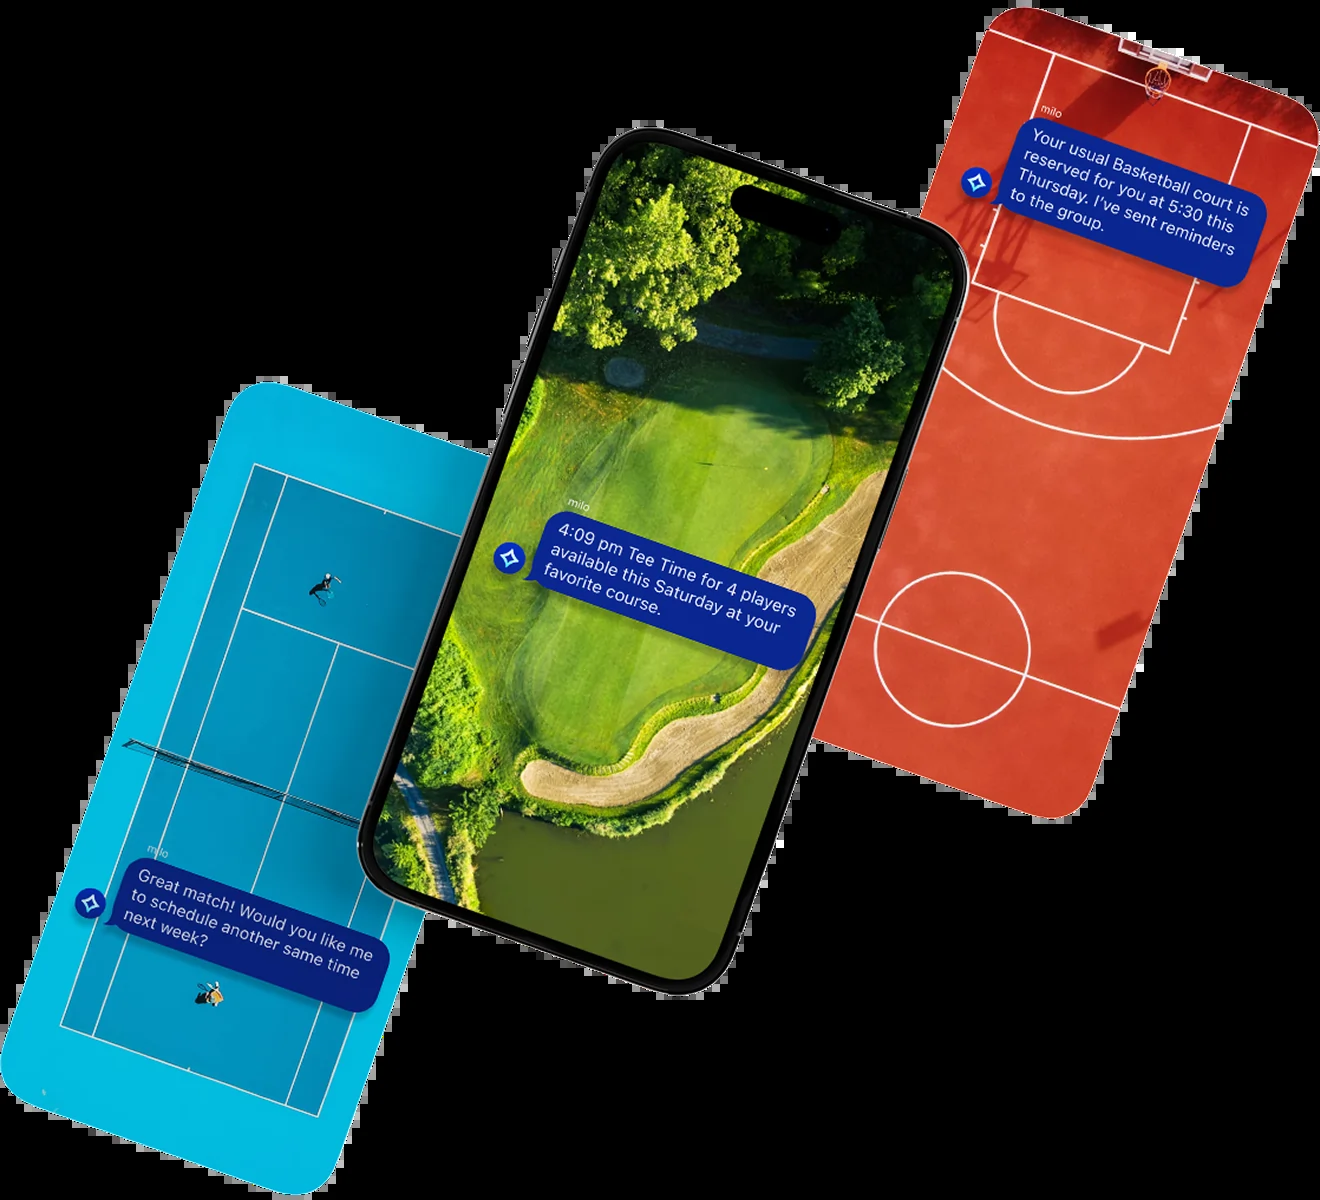 milo
Your usual Basketball court is
reserved for you at 5:30 this
Thursday. I've sent reminders
to the group.
milo
4:09 pm Tee Time for 4 players
available this Saturday at your
favorite course.
milo
Great match! Would you like me
to schedule another same time
next week?